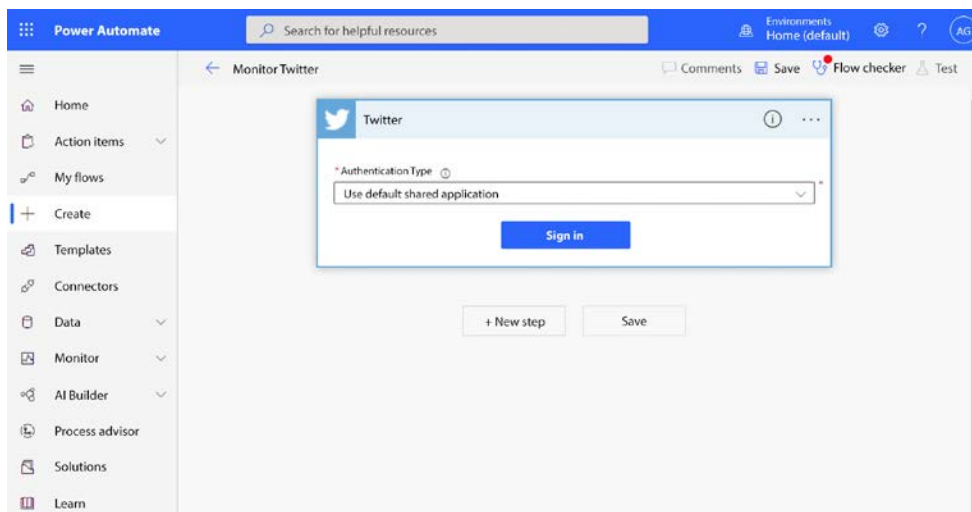 Power Automate
Search for helpful resources
Environments
Home (default)
?
AG
Monitor Twitter
Comments
Save
Flow checker
Test
Home
Action items
My flows
Create
Templates
Connectors
Data
Monitor
AI Builder
Process advisor
Solutions
Learn
Twitter
* Authentication Type
Use default shared application
*
Sign in
+ New step
Save